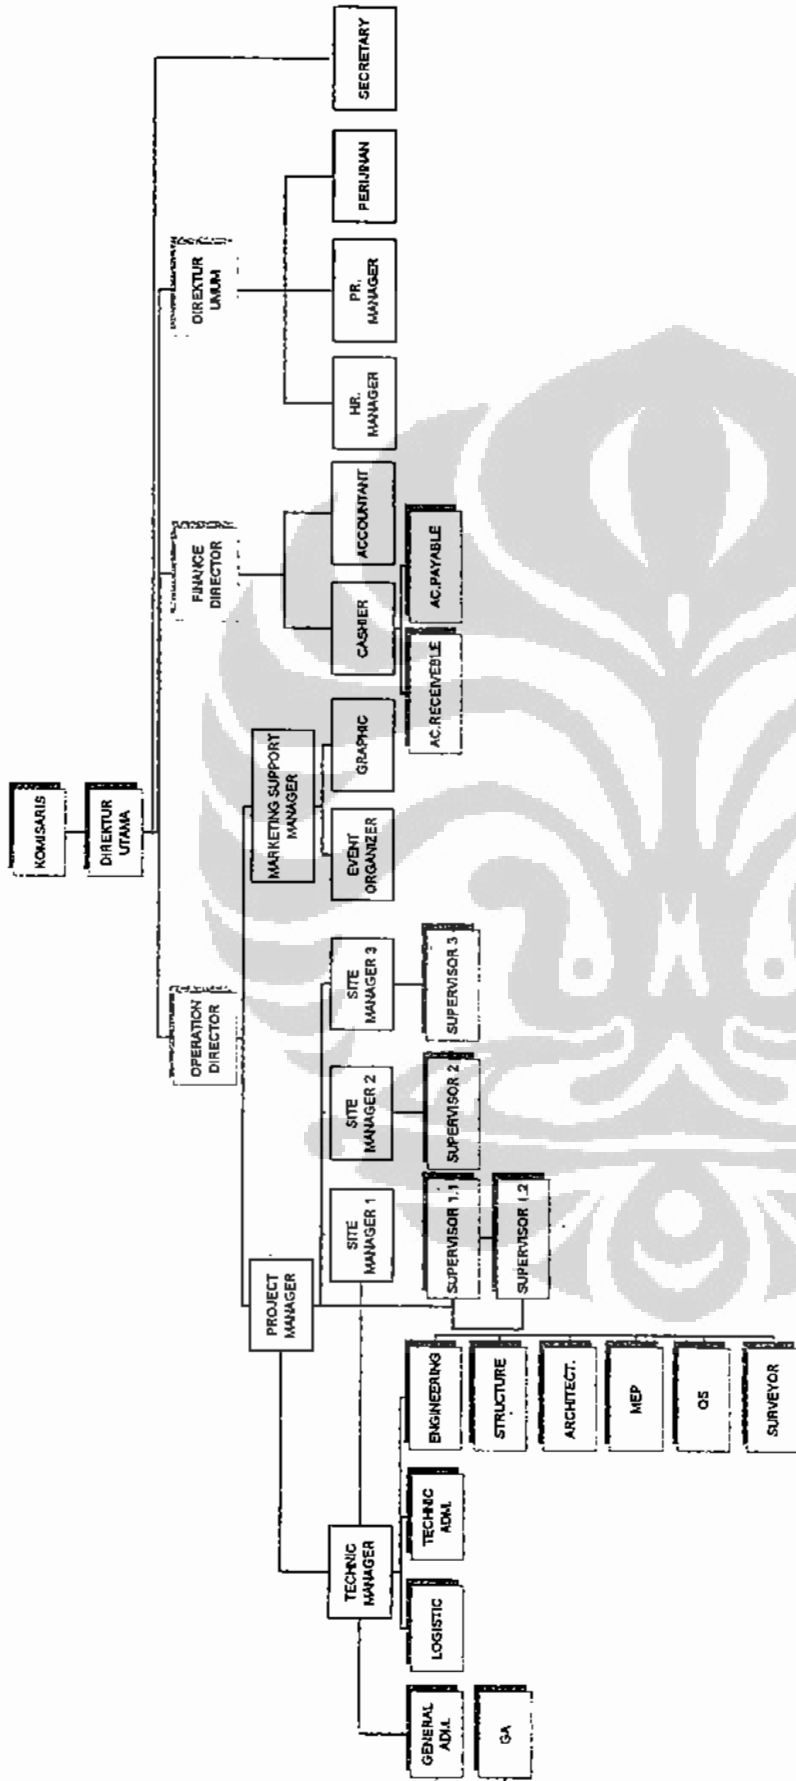 KOMISARIS
DIREKTUR
UTAMA
OPERATION
DIRECTOR
FINANCE
DIRECTOR
DIREKTUR
UMUM
PROJECT
MANAGER
MARKETING SUPPORT
MANAGER
TECHNIC
MANAGER
SITE
MANAGER 1
SITE
MANAGER 2
SITE
MANAGER 3
EVENT
ORGANIZER
GRAPHIC
CASHIER
ACCOUNTANT
HR.
MANAGER
PR.
MANAGER
PERIJINAN
SECRETARY
GENERAL
ADM.
LOGISTIC
TECHNIC
ADM.
ENGINEERING
SUPERVISOR 1.1
SUPERVISOR 2
SUPERVISOR 3
AC.RECEIVEBLE
AC.PAYABLE
GA
STRUCTURE
SUPERVISOR 1.2
ARCHITECT.
MEP
QS
SURVEYOR